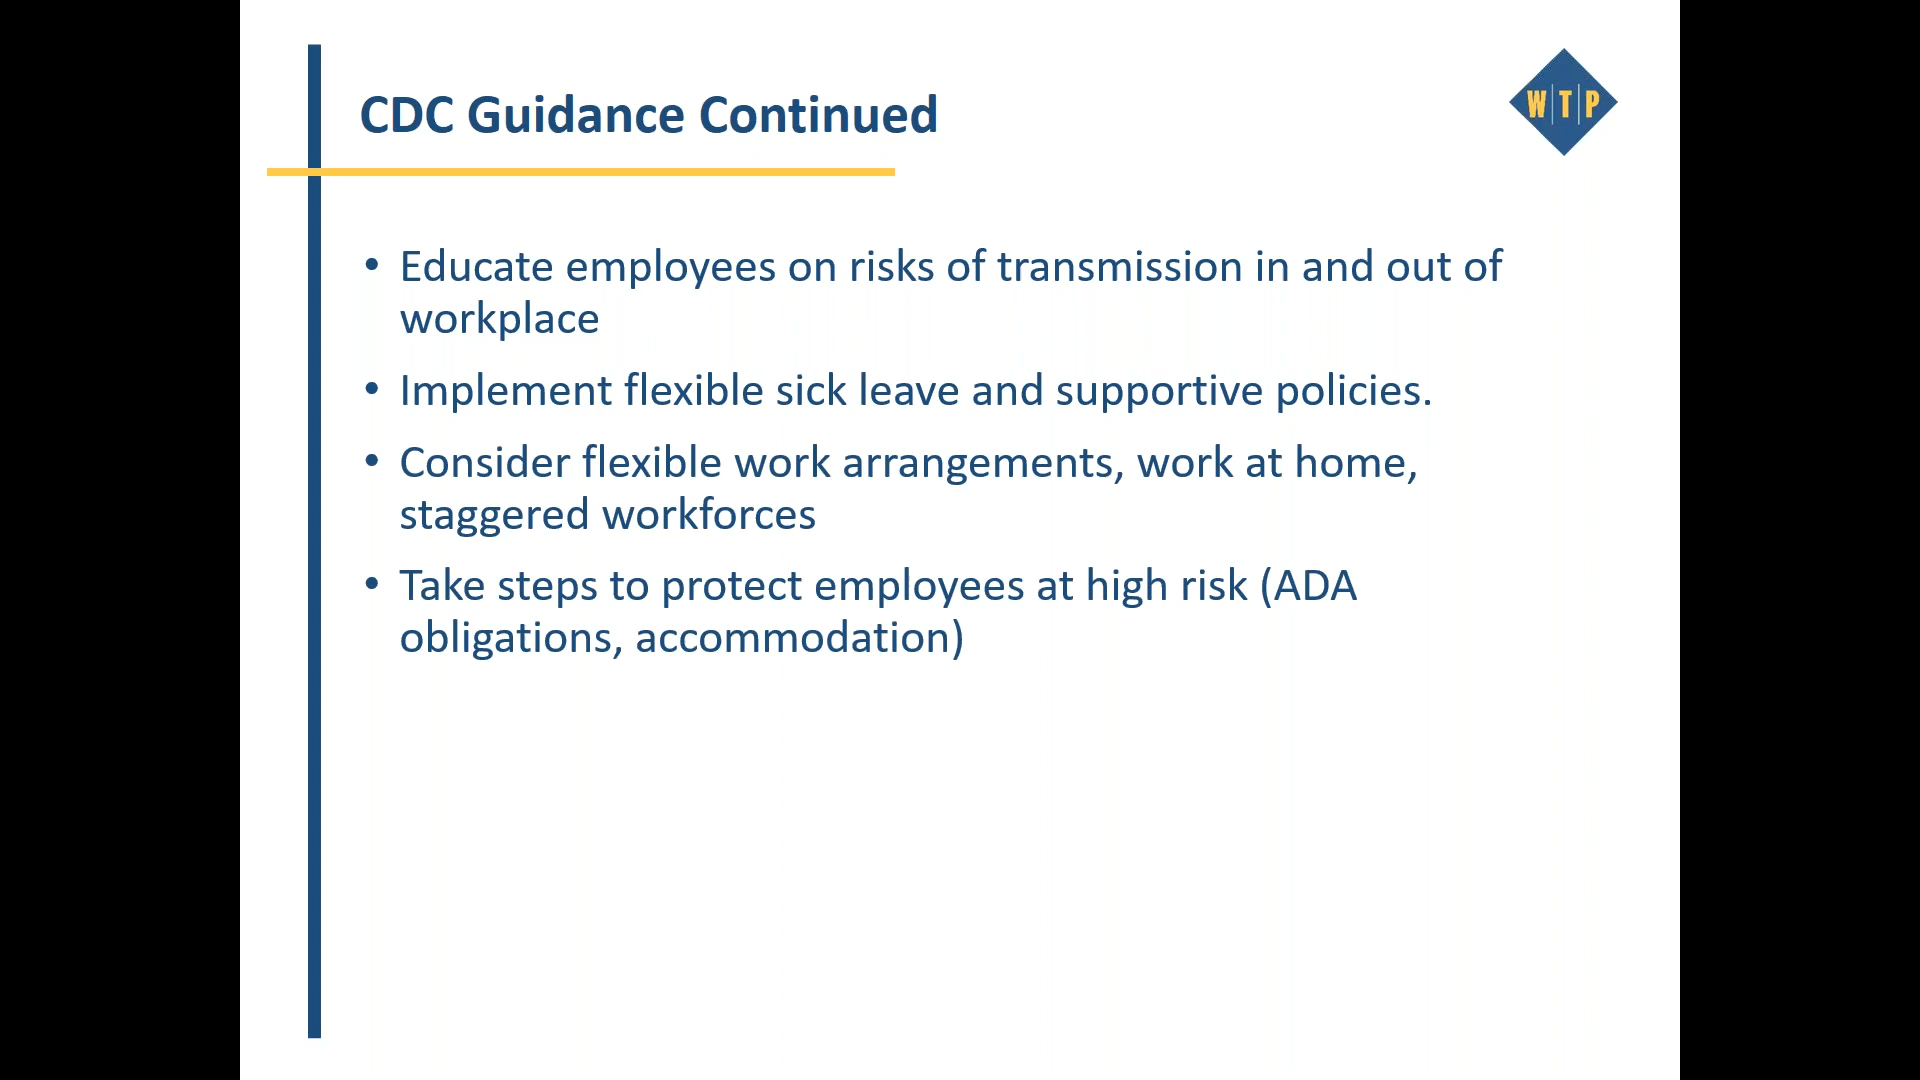 CDC Guidance Continued
W|T|P
• Educate employees on risks of transmission in and out of
workplace
• Implement flexible sick leave and supportive policies.
• Consider flexible work arrangements, work at home,
staggered workforces
• Take steps to protect employees at high risk (ADA
obligations, accommodation)